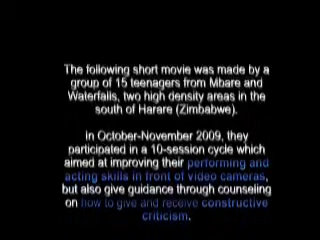 The following short movie was made by a
group of 15 teenagers from Mbare and
Waterfalls, two high density areas in the
south of Harare (Zimbabwe).
In October-November 2009, they
participated in a 10-session cycle which
aimed at improving their performing and
acting skills in front of video cameras,
but also give guidance through counseling
on how to give and receive constructive
criticism.